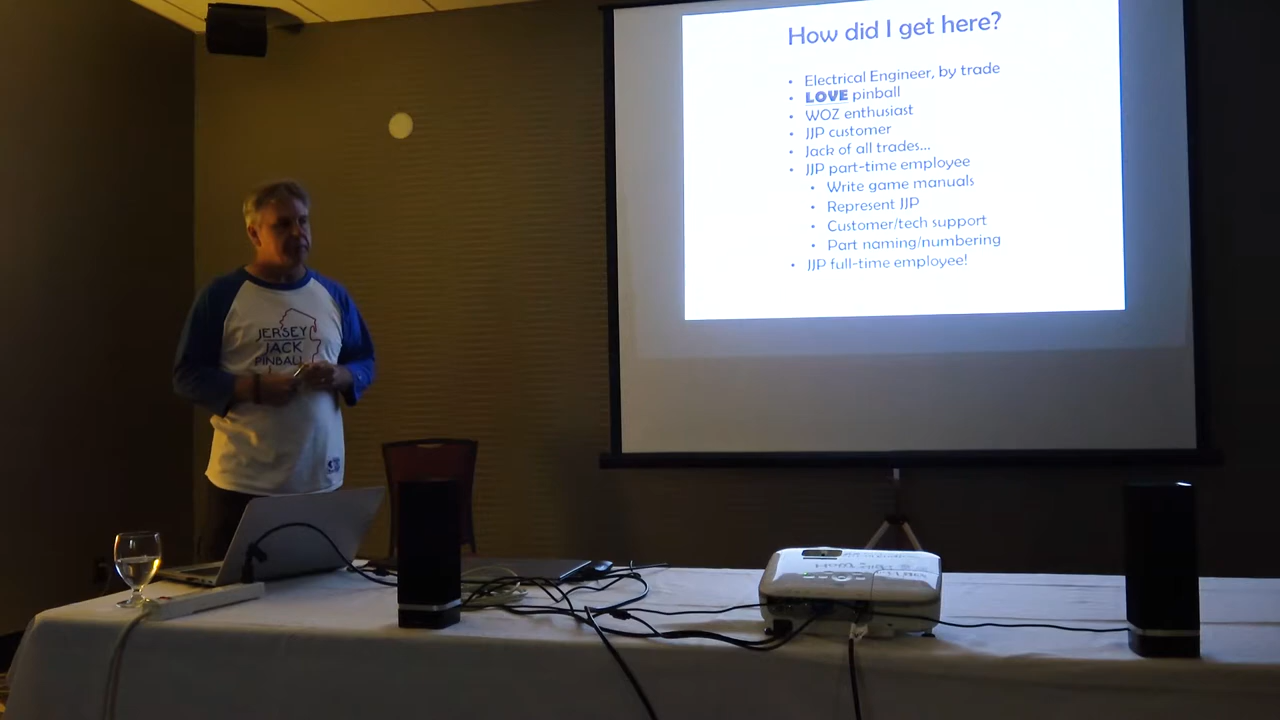 How did I get here?
• Electrical Engineer, by trade
• LOVE pinball
• WOZ enthusiast
• JJP customer
• Jack of all trades...
• JJP part-time employee
• Write game manuals
• Represent JJP
• Customer/tech support
• Part naming/numbering
• JJP full-time employee!
JERSEY
JACK
PINBALL